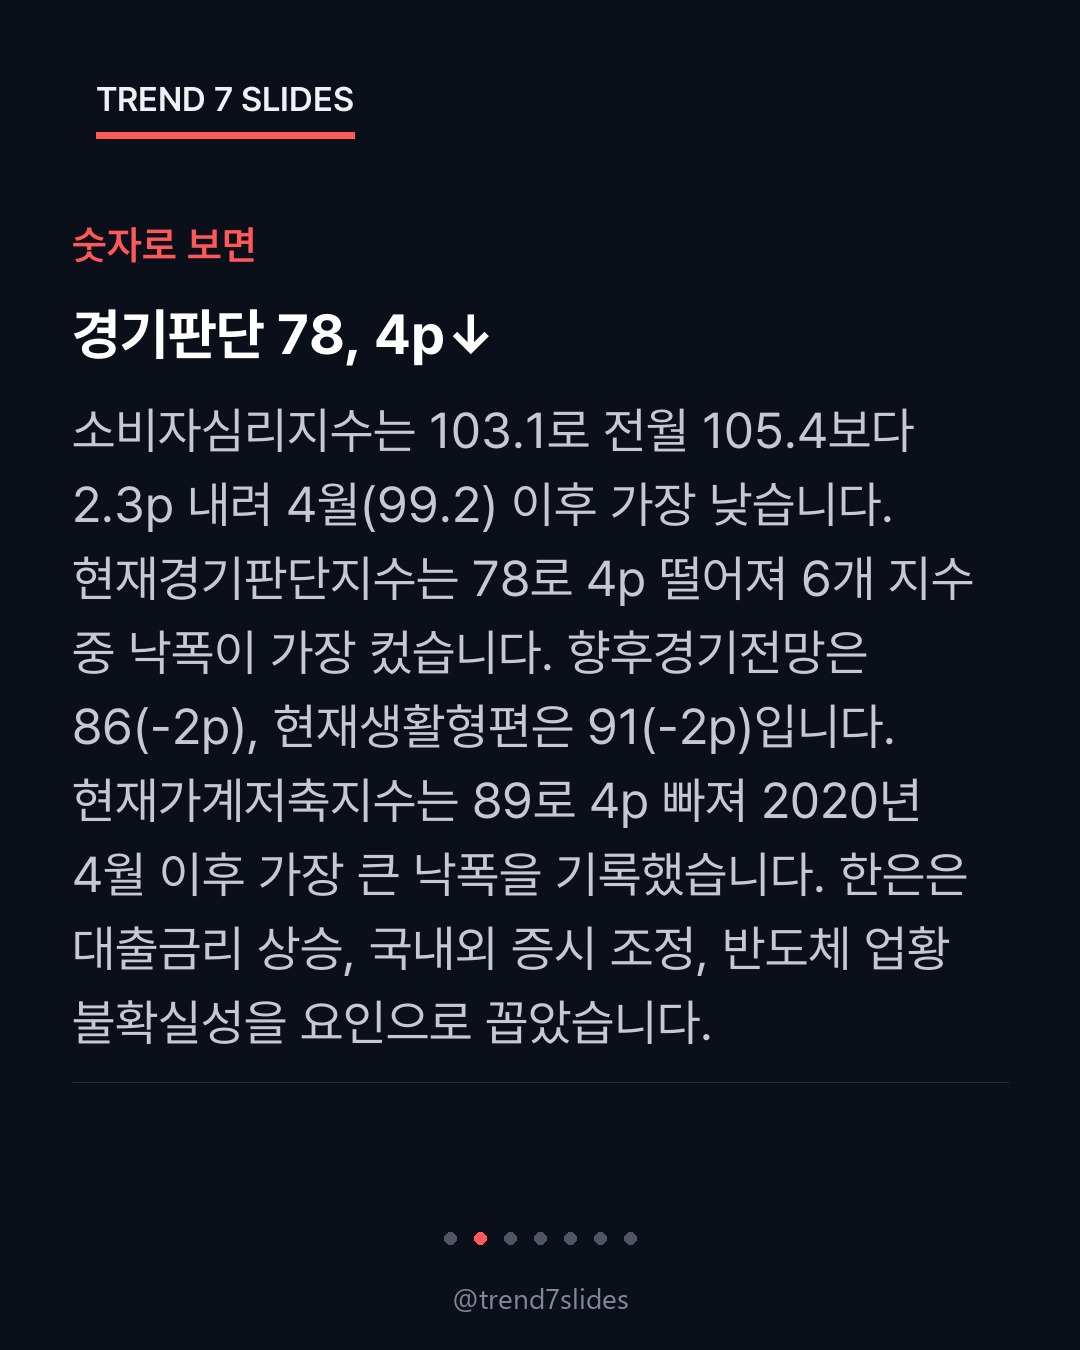 TREND 7 SLIDES
숫자로 보면
경기판단 78, 4p↓
소비자심리지수는 103.1로 전월 105.4보다
2.3p 내려 4월(99.2) 이후 가장 낮습니다.
현재경기판단지수는 78로 4p 떨어져 6개 지수
중 낙폭이 가장 컸습니다. 향후경기전망은
86(-2p), 현재생활형편은 91(-2p)입니다.
현재가계저축지수는 89로 4p 빠져 2020년
4월 이후 가장 큰 낙폭을 기록했습니다. 한은은
대출금리 상승, 국내외 증시 조정, 반도체 업황
불확실성을 요인으로 꼽았습니다.
@trend7slides